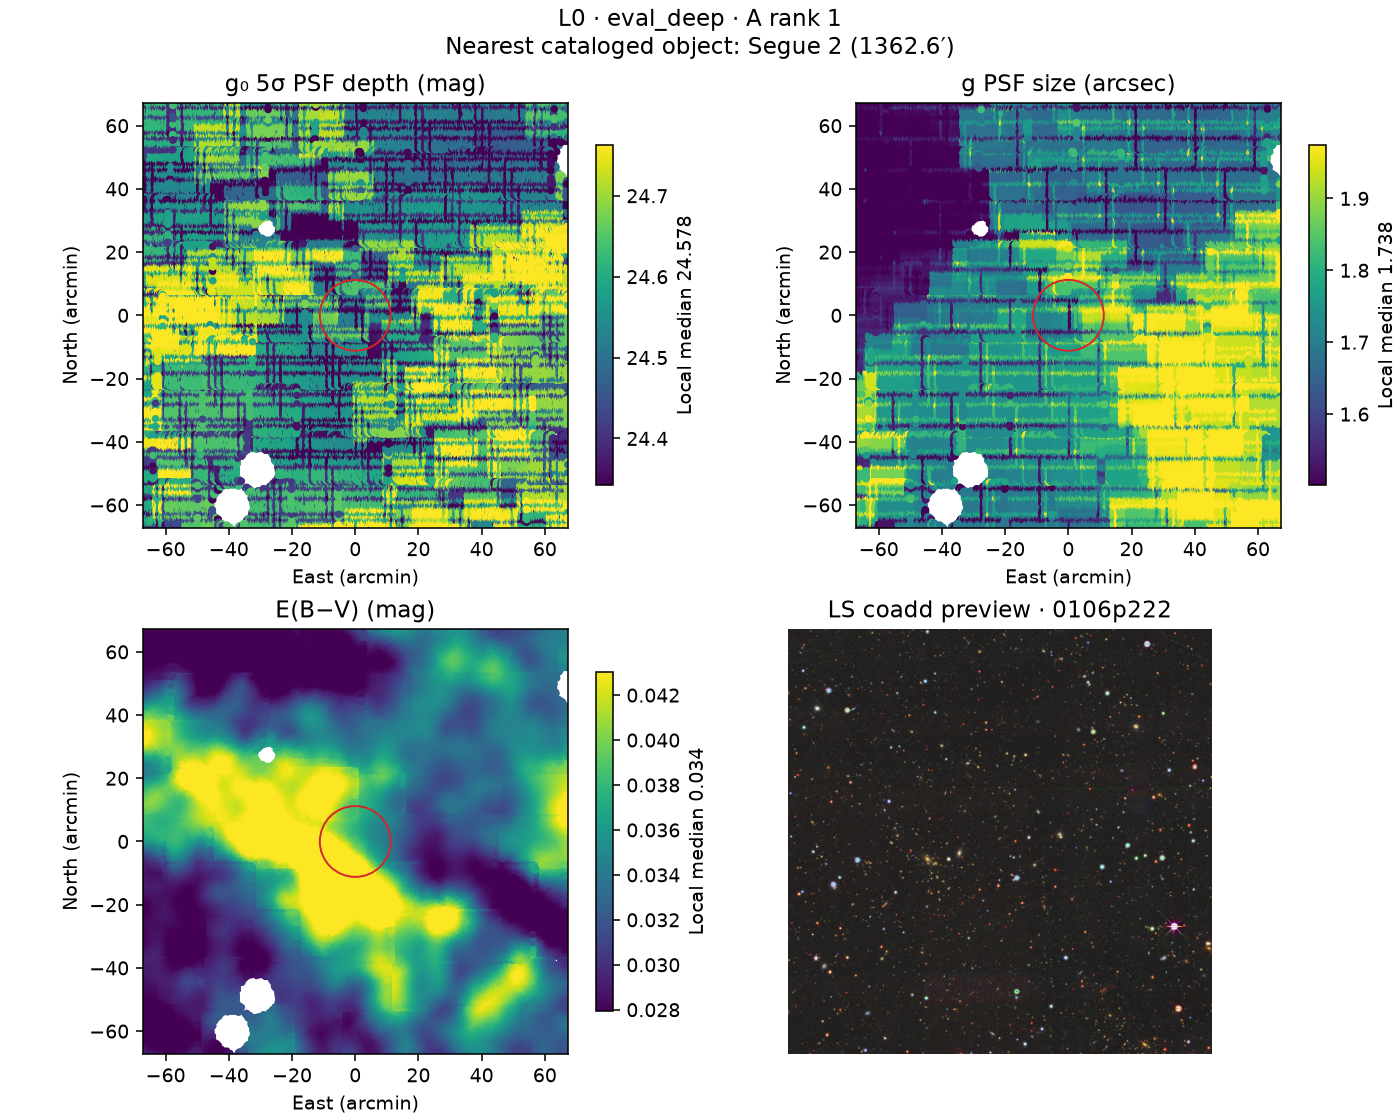 L0 · eval_deep · A rank 1
Nearest cataloged object: Segue 2 (1362.6′)
g₀ 5σ PSF depth (mag)
60
40
20
0
−20
−40
−60
−60 −40 −20 0 20 40 60
North (arcmin)
East (arcmin)
24.7
24.6
24.5
24.4
Local median 24.578
g PSF size (arcsec)
60
40
20
0
−20
−40
−60
−60 −40 −20 0 20 40 60
North (arcmin)
East (arcmin)
1.9
1.8
1.7
1.6
Local median 1.738
E(B−V) (mag)
60
40
20
0
−20
−40
−60
−60 −40 −20 0 20 40 60
North (arcmin)
East (arcmin)
0.042
0.040
0.038
0.036
0.034
0.032
0.030
0.028
Local median 0.034
LS coadd preview · 0106p222